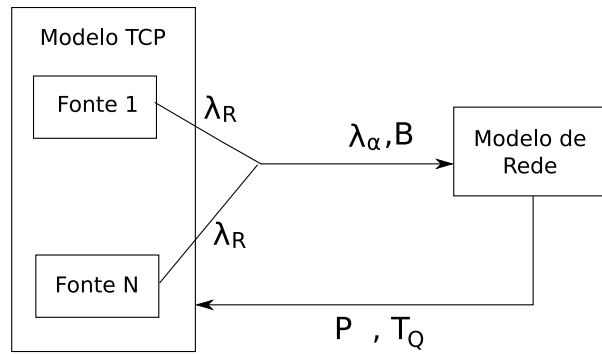 Modelo TCP
Fonte 1
λR
λα,B
Modelo de
Rede
λR
Fonte N
P , TQ